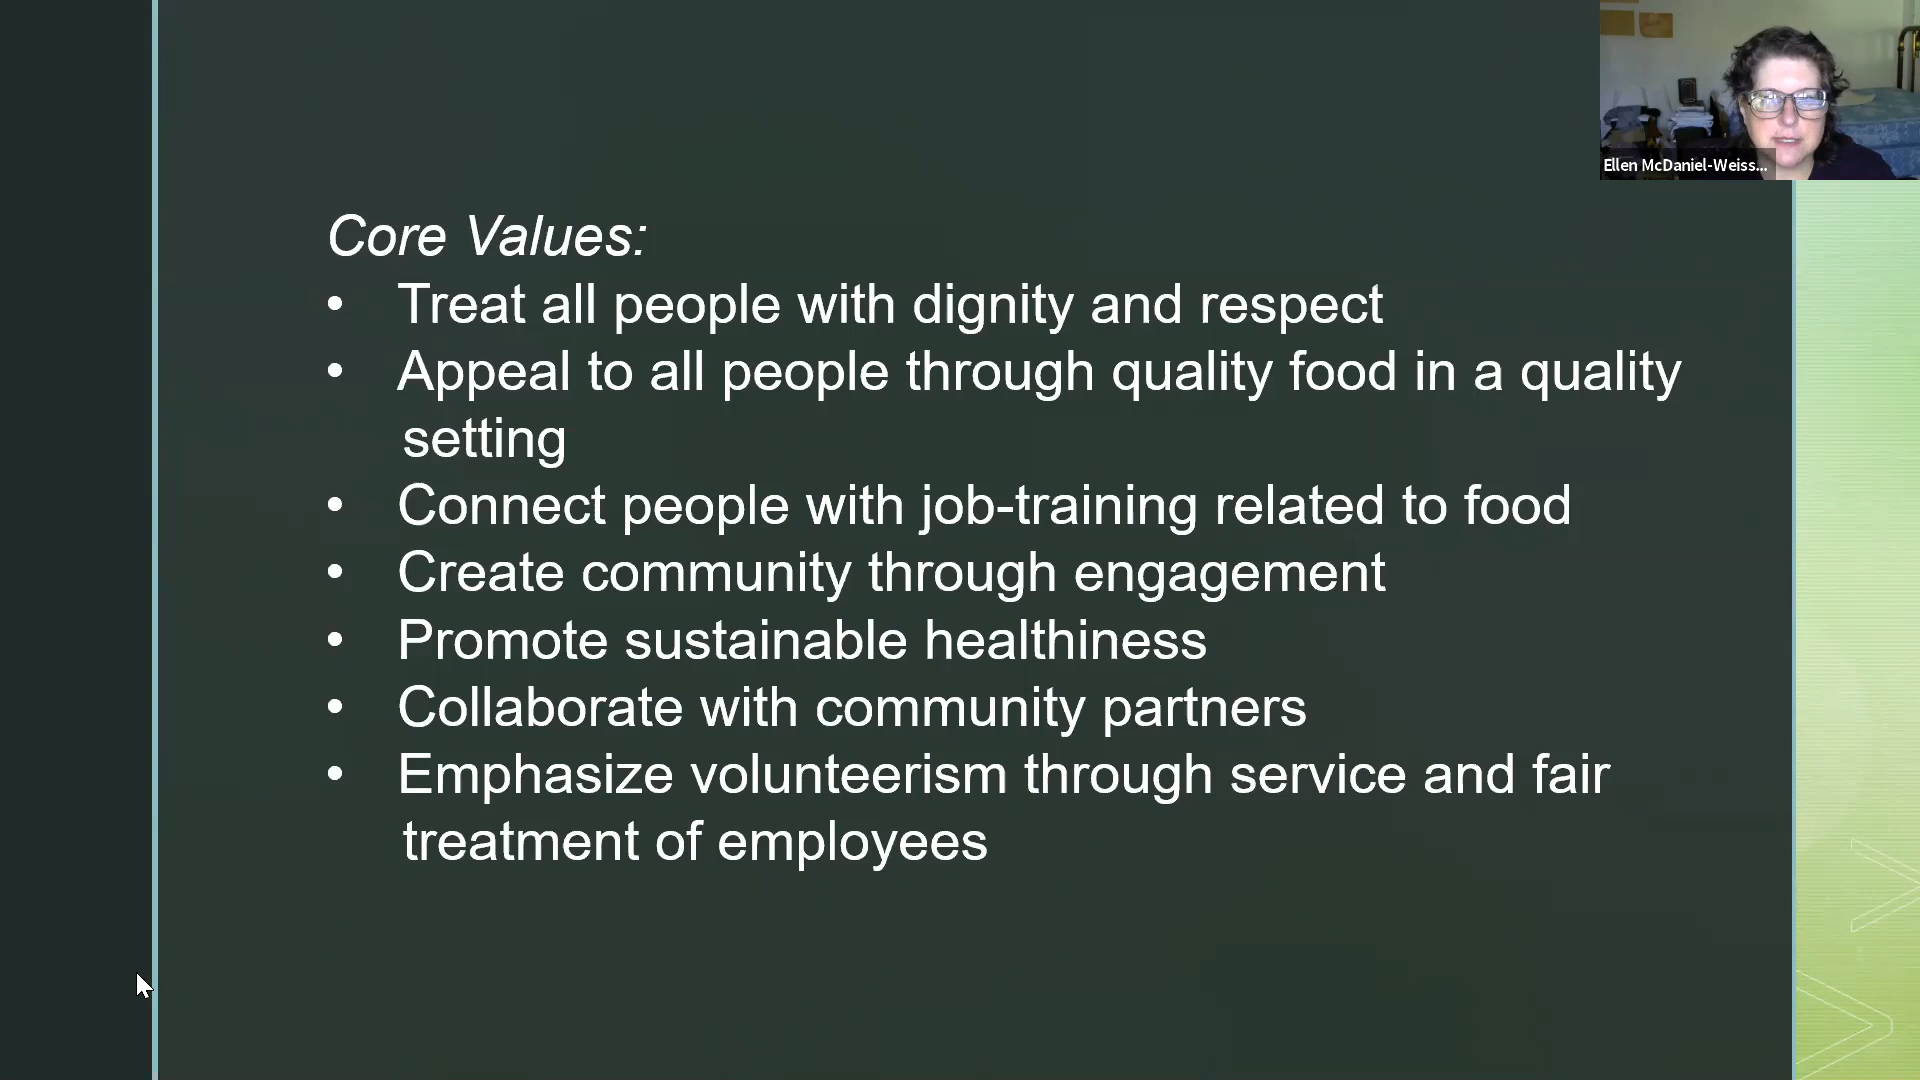 Ellen McDaniel-Weiss...
Core Values:
• Treat all people with dignity and respect
• Appeal to all people through quality food in a quality
setting
• Connect people with job-training related to food
• Create community through engagement
• Promote sustainable healthiness
• Collaborate with community partners
• Emphasize volunteerism through service and fair
treatment of employees